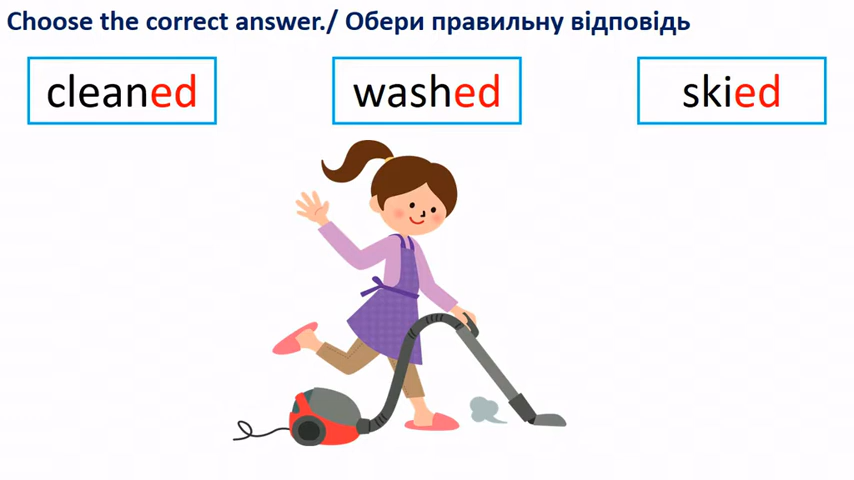 Choose the correct answer./ Обери правильну відповідь
cleaned washed skied